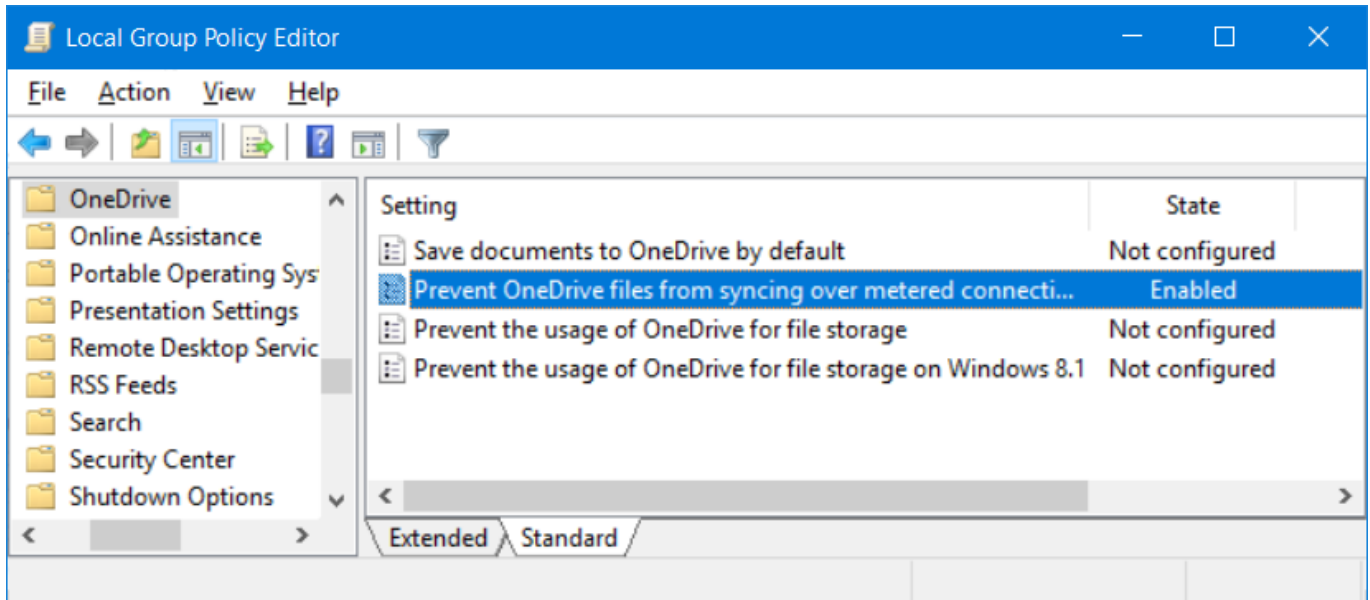 Local Group Policy Editor
File Action View Help
OneDrive
Online Assistance
Portable Operating Sys
Presentation Settings
Remote Desktop Servic
RSS Feeds
Search
Security Center
Shutdown Options
Setting State
Save documents to OneDrive by default Not configured
Prevent OneDrive files from syncing over metered connecti... Enabled
Prevent the usage of OneDrive for file storage Not configured
Prevent the usage of OneDrive for file storage on Windows 8.1 Not configured
Extended Standard